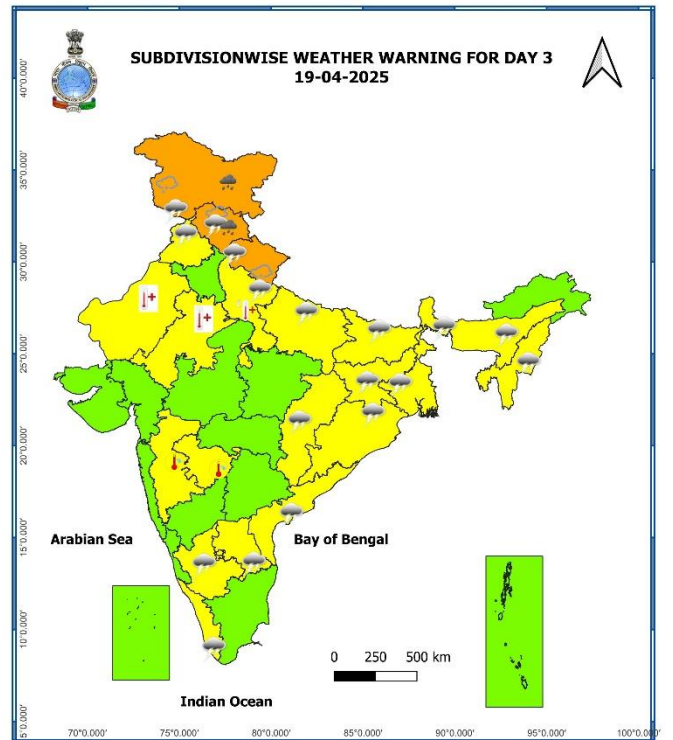 SUBDIVISIONWISE WEATHER WARNING FOR DAY 3
19-04-2025
40°0.000'
35°0.000'
30°0.000'
25°0.000'
20°0.000'
15°0.000'
10°0.000'
5°0.000'
Arabian Sea
Bay of Bengal
0 250 500 km
Indian Ocean
70°0.000' 75°0.000' 80°0.000' 85°0.000' 90°0.000' 95°0.000' 100°0.000'